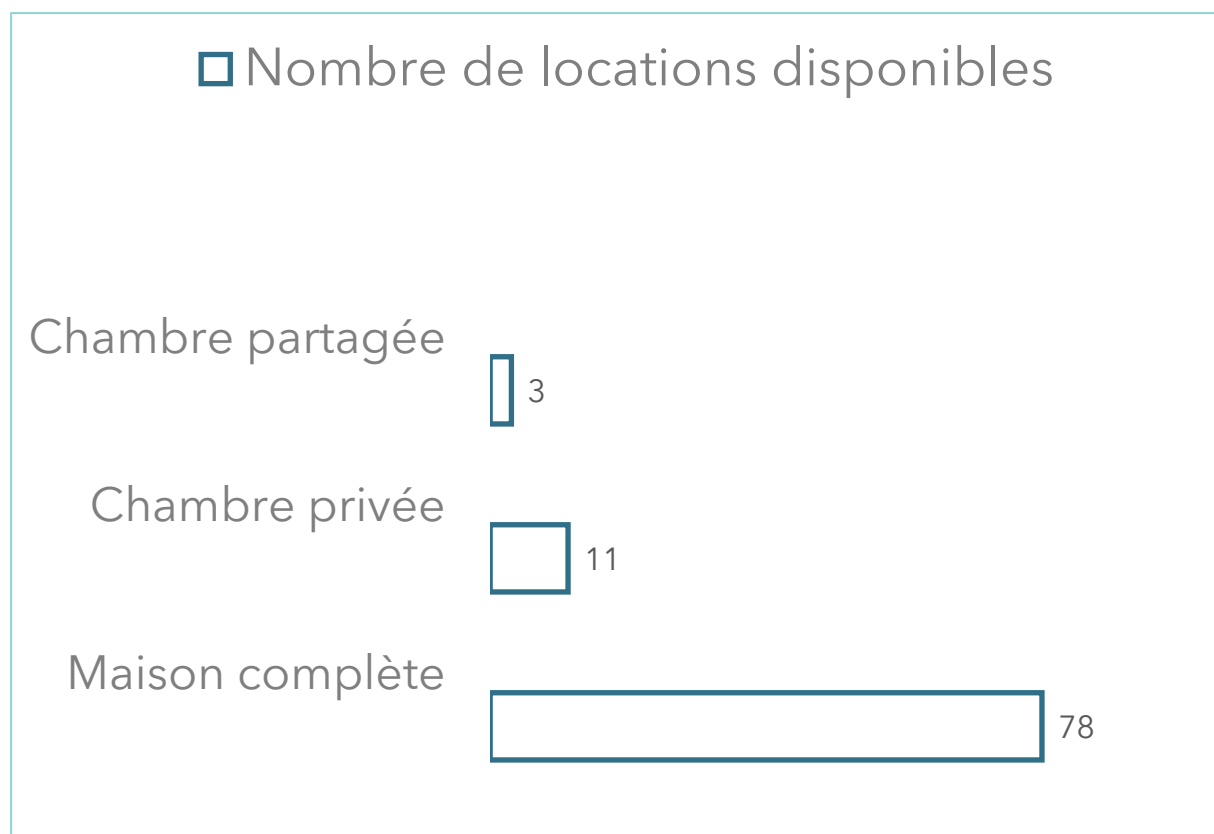 Nombre de locations disponibles
Chambre partagée
3
Chambre privée
11
Maison complète
78